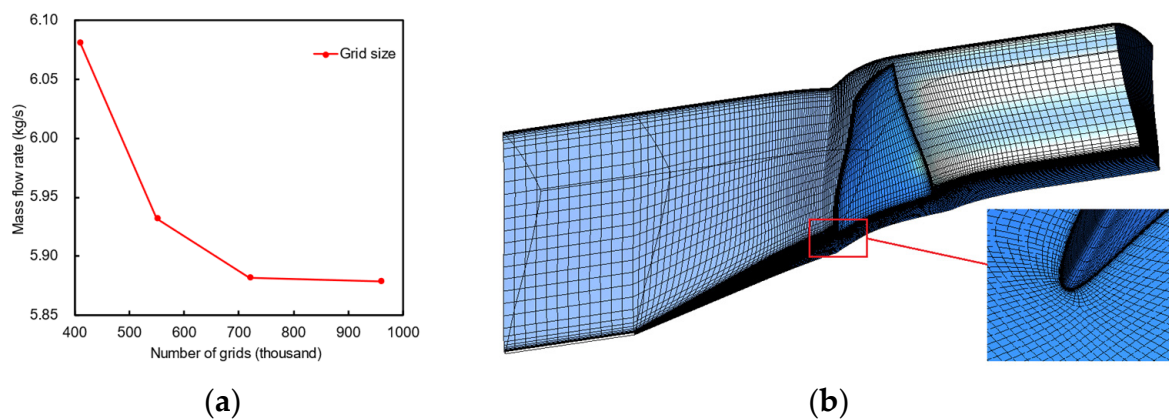 6.10
6.05
6.00
5.95
5.90
5.85
Mass flow rate (kg/s)
Grid size
400 500 600 700 800 900 1000
Number of grids (thousand)
(a)
(b)